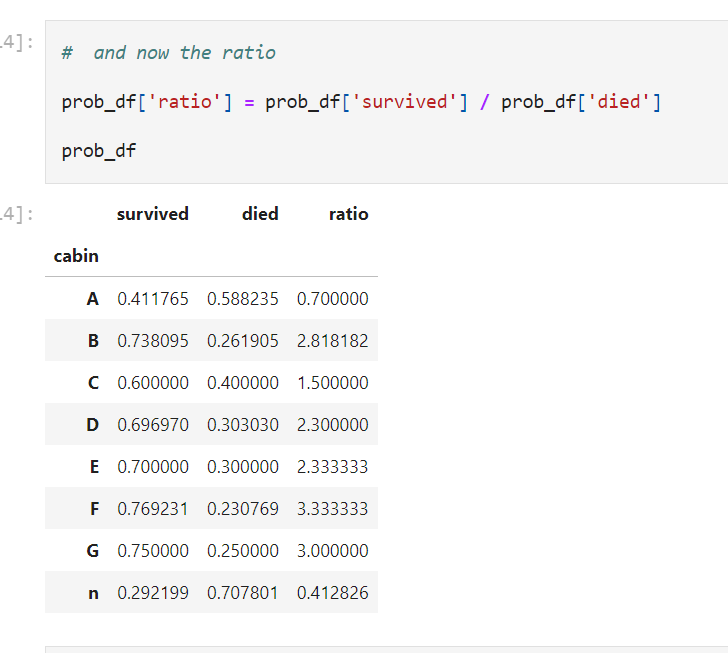 4]:
# and now the ratio
prob_df['ratio'] = prob_df['survived'] / prob_df['died']
prob_df
4]:
survived died ratio
cabin
A 0.411765 0.588235 0.700000
B 0.738095 0.261905 2.818182
C 0.600000 0.400000 1.500000
D 0.696970 0.303030 2.300000
E 0.700000 0.300000 2.333333
F 0.769231 0.230769 3.333333
G 0.750000 0.250000 3.000000
n 0.292199 0.707801 0.412826